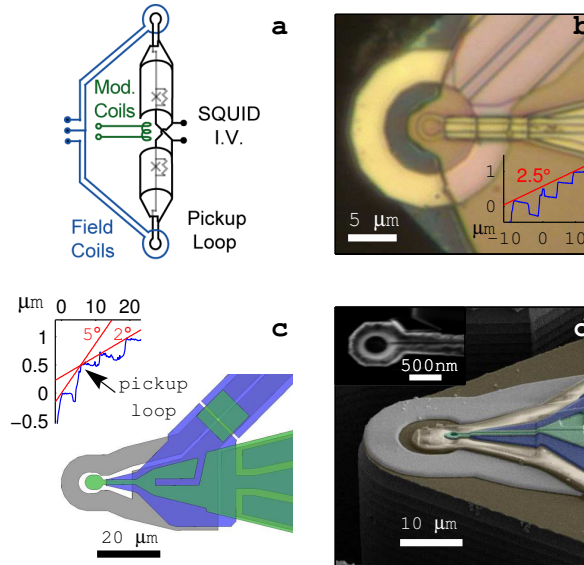 a
Mod.
Coils
SQUID
I.V.
Field
Coils
Pickup
Loop
b
2.5°
1
0
μm
−10 0 10
5 μm
c
μm
0 10 20
5° 2°
1
0.5
0
−0.5
pickup
loop
20 μm
d
500nm
10 μm